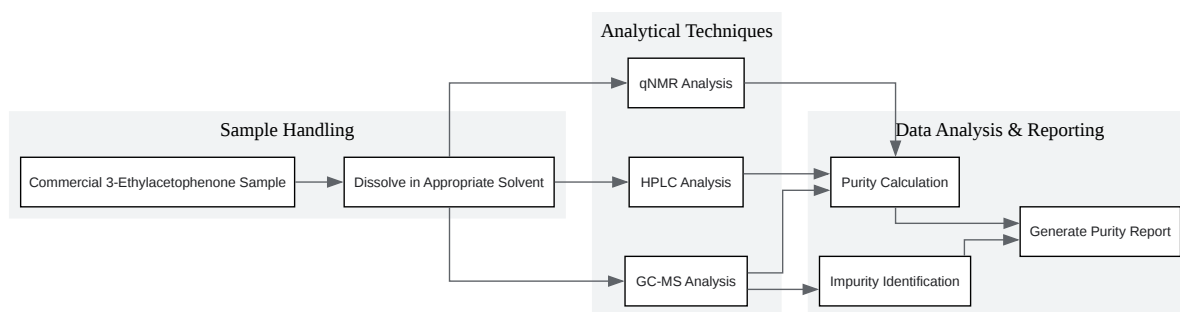 Analytical Techniques
qNMR Analysis
Sample Handling
Data Analysis & Reporting
Commercial 3-Ethylacetophenone Sample
Dissolve in Appropriate Solvent
HPLC Analysis
Purity Calculation
Generate Purity Report
GC-MS Analysis
Impurity Identification